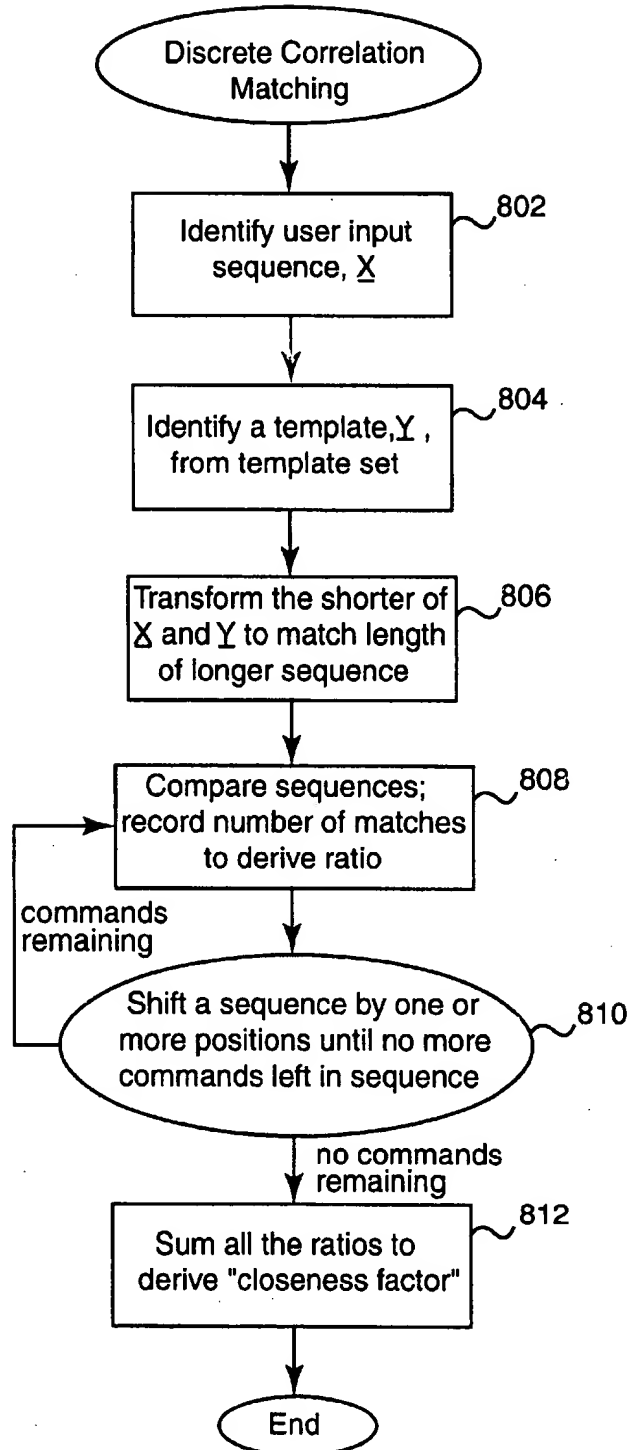 Discrete Correlation
Matching
802
Identify user input
sequence, X
804
Identify a template, Y ,
from template set
806
Transform the shorter of
X and Y to match length
of longer sequence
808
Compare sequences;
record number of matches
to derive ratio
commands
remaining
810
Shift a sequence by one or
more positions until no more
commands left in sequence
no commands
remaining
812
Sum all the ratios to
derive "closeness factor"
End